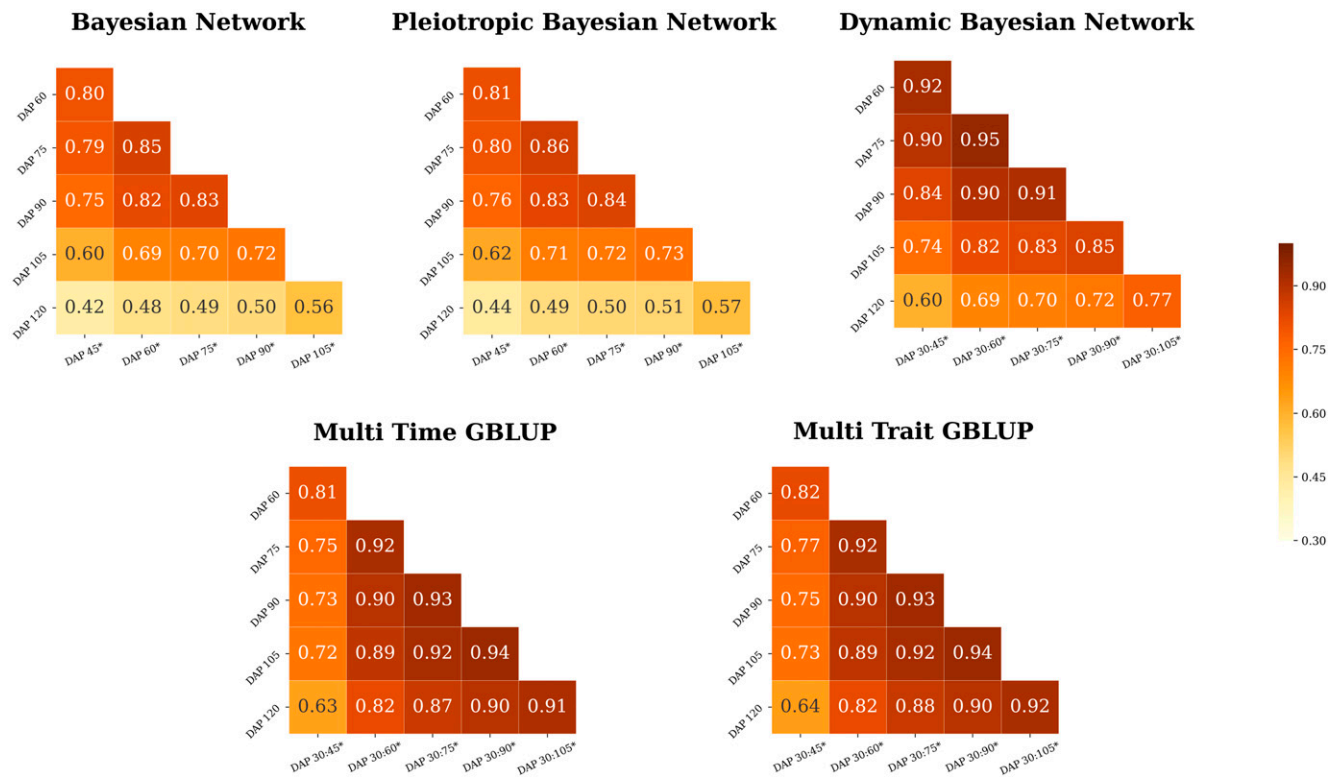 Bayesian Network
Pleiotropic Bayesian Network
Dynamic Bayesian Network
DAP 60
0.80
DAP 75
0.79 0.85
DAP 90
0.75 0.82 0.83
DAP 105
0.60 0.69 0.70 0.72
DAP 120
0.42 0.48 0.49 0.50 0.56
DAP 45* DAP 60* DAP 75* DAP 90* DAP 105*
DAP 60
0.81
DAP 75
0.80 0.86
DAP 90
0.76 0.83 0.84
DAP 105
0.62 0.71 0.72 0.73
DAP 120
0.44 0.49 0.50 0.51 0.57
DAP 45* DAP 60* DAP 75* DAP 90* DAP 105*
DAP 60
0.92
DAP 75
0.90 0.95
DAP 90
0.84 0.90 0.91
DAP 105
0.74 0.82 0.83 0.85
DAP 120
0.60 0.69 0.70 0.72 0.77
DAP 30:45* DAP 30:60* DAP 30:75* DAP 30:90* DAP 30:105*
0.90
0.75
0.60
0.45
0.30
Multi Time GBLUP
Multi Trait GBLUP
DAP 60
0.81
DAP 75
0.75 0.92
DAP 90
0.73 0.90 0.93
DAP 105
0.72 0.89 0.92 0.94
DAP 120
0.63 0.82 0.87 0.90 0.91
DAP 30:45* DAP 30:60* DAP 30:75* DAP 30:90* DAP 30:105*
DAP 60
0.82
DAP 75
0.77 0.92
DAP 90
0.75 0.90 0.93
DAP 105
0.73 0.89 0.92 0.94
DAP 120
0.64 0.82 0.88 0.90 0.92
DAP 30:45* DAP 30:60* DAP 30:75* DAP 30:90* DAP 30:105*